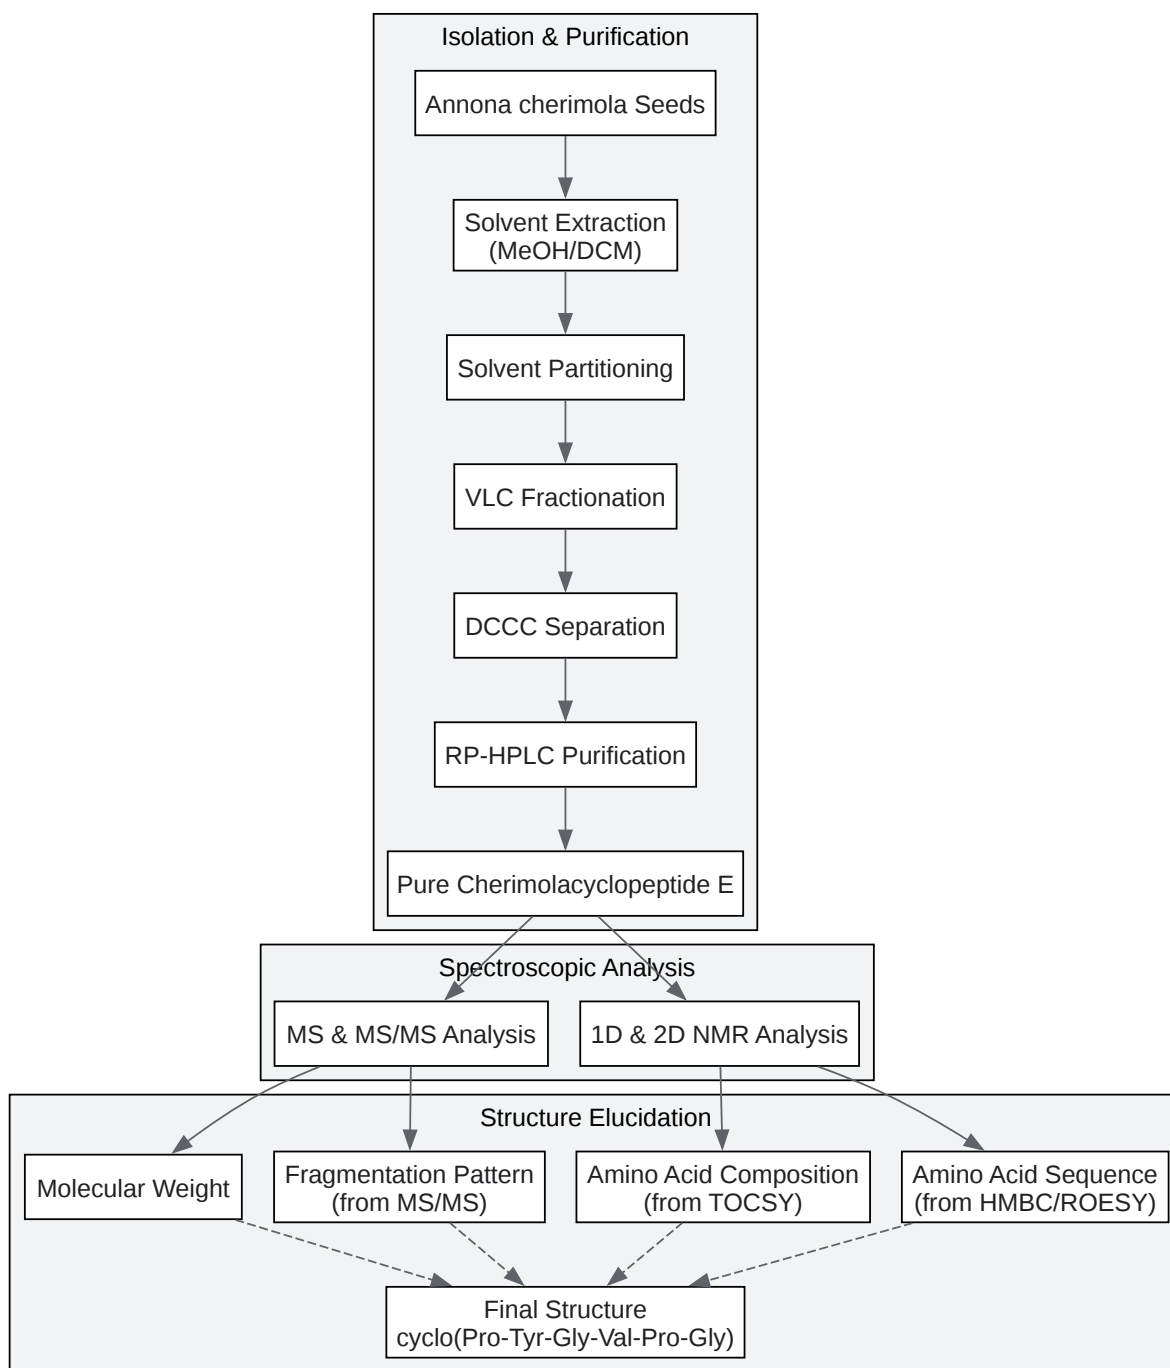 Isolation & Purification
Annona cherimola Seeds
Solvent Extraction
(MeOH/DCM)
Solvent Partitioning
VLC Fractionation
DCCC Separation
RP-HPLC Purification
Pure Cherimolacyclopeptide E
Spectroscopic Analysis
MS & MS/MS Analysis
1D & 2D NMR Analysis
Structure Elucidation
Molecular Weight
Fragmentation Pattern
(from MS/MS)
Amino Acid Composition
(from TOCSY)
Amino Acid Sequence
(from HMBC/ROESY)
Final Structure
cyclo(Pro-Tyr-Gly-Val-Pro-Gly)